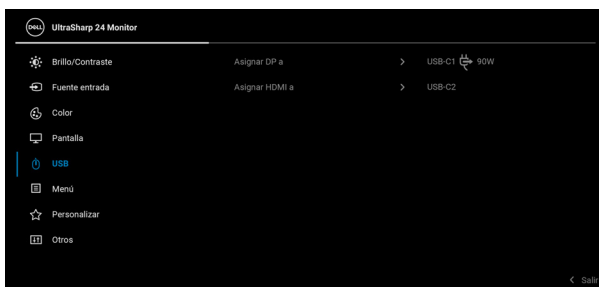 DELL UltraSharp 24 Monitor
Brillo/Contraste Asignar DP a > USB-C1 90W
Fuente entrada Asignar HDMI a > USB-C2
Color
Pantalla
USB
Menú
Personalizar
Otros
< Salir